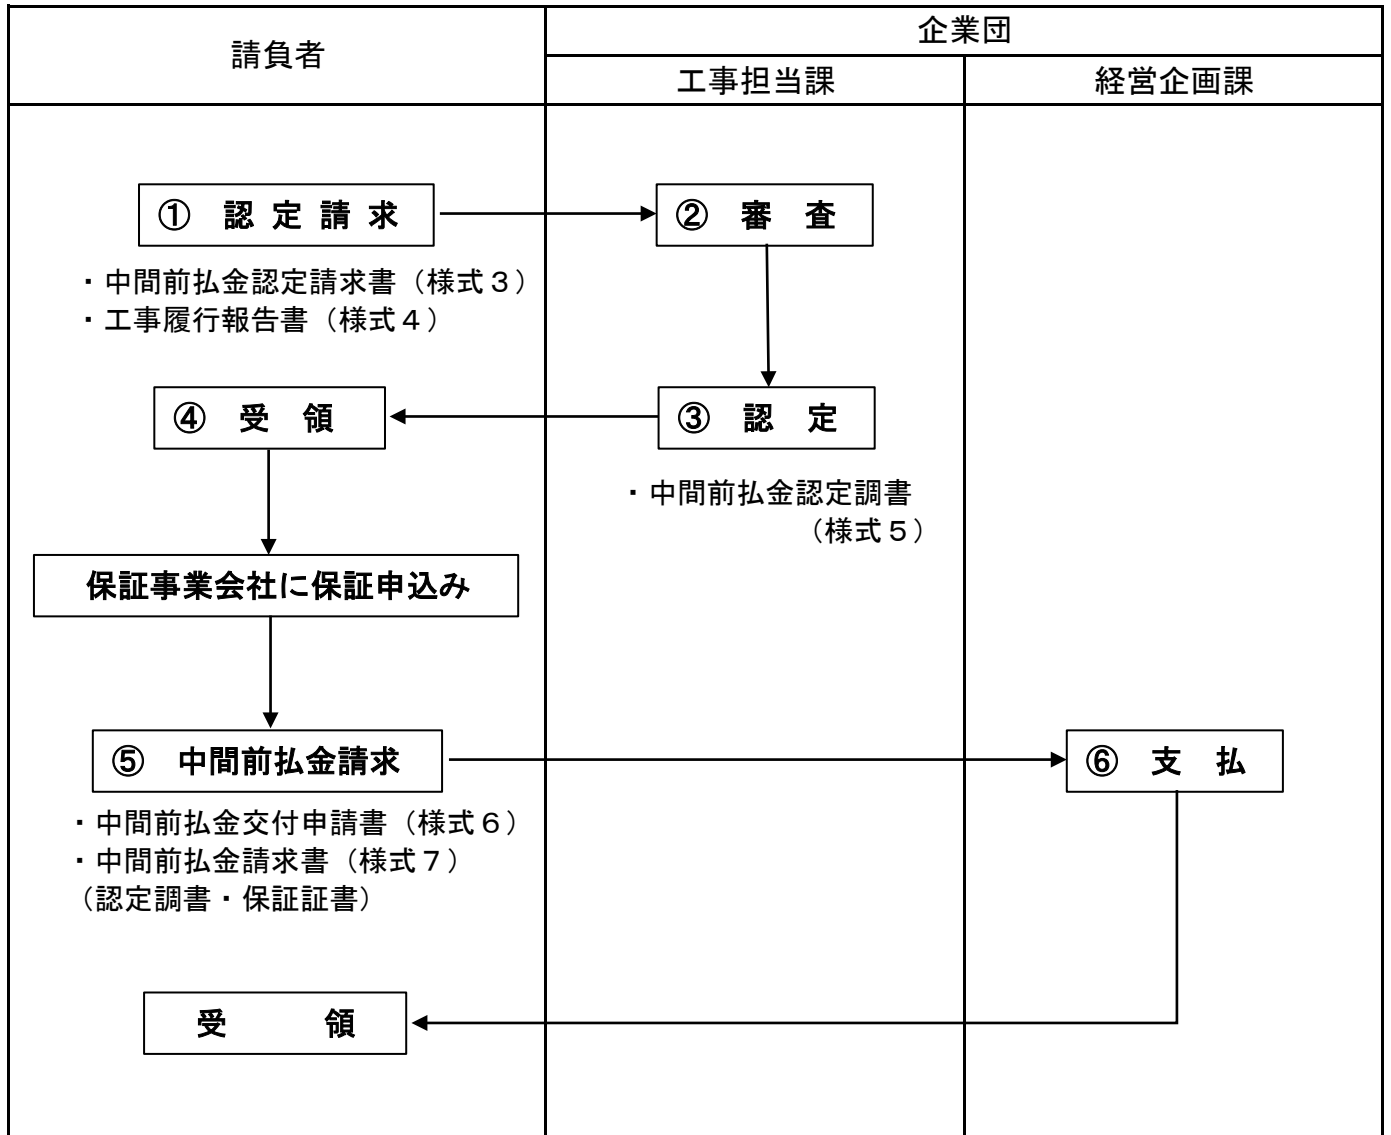 請負者
企業団
工事担当課
経営企画課
① 認 定 請 求
② 審 査
・中間前払金認定請求書（様式３）
・工事履行報告書（様式４）
④ 受 領
③ 認 定
・中間前払金認定調書
（様式５）
保証事業会社に保証申込み
⑤ 中間前払金請求
⑥ 支 払
・中間前払金交付申請書（様式６）
・中間前払金請求書（様式７）
（認定調書・保証証書）
受 領